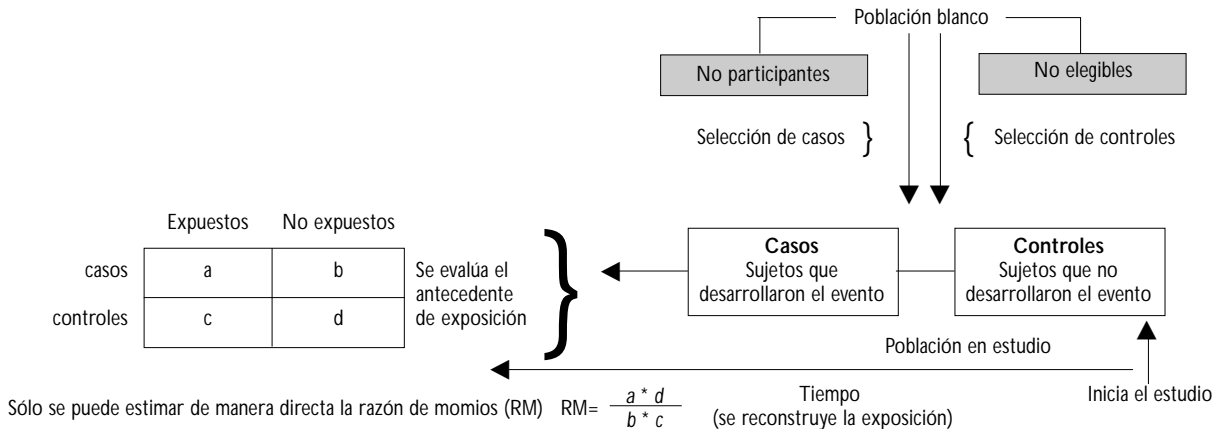 Población blanco
No participantes
No elegibles
Selección de casos }
{ Selección de controles
Expuestos No expuestos
casos a b
controles c d
Se evalúa el
antecedente
de exposición
}
Casos
Sujetos que
desarrollaron el evento
Controles
Sujetos que no
desarrollaron el evento
Población en estudio
Tiempo
(se reconstruye la exposición)
Inicia el estudio
Sólo se puede estimar de manera directa la razón de momios (RM) RM= a * d
b * c